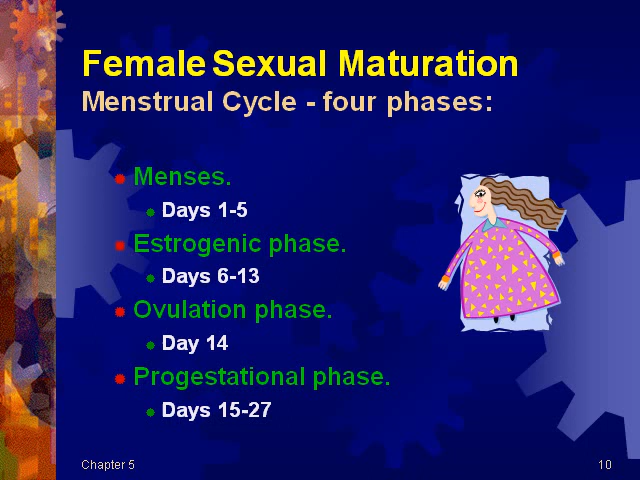 Female Sexual Maturation
Menstrual Cycle - four phases:
Menses.
Days 1-5
Estrogenic phase.
Days 6-13
Ovulation phase.
Day 14
Progestational phase.
Days 15-27
Chapter 5
10